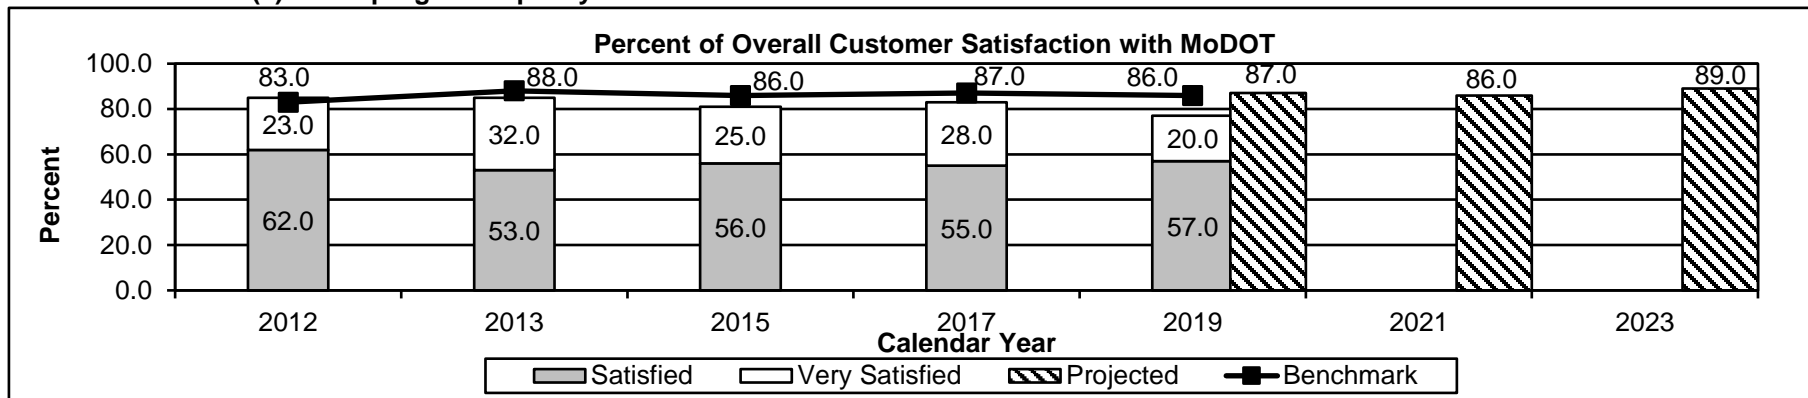 Percent of Overall Customer Satisfaction with MoDOT
100.0
80.0
60.0
40.0
20.0
0.0
Percent
83.0 88.0 86.0 87.0 86.0 87.0 86.0 89.0
23.0 32.0 25.0 28.0 20.0
62.0 53.0 56.0 55.0 57.0
2012 2013 2015 2017 2019 2021 2023
Calendar Year
Satisfied Very Satisfied Projected Benchmark